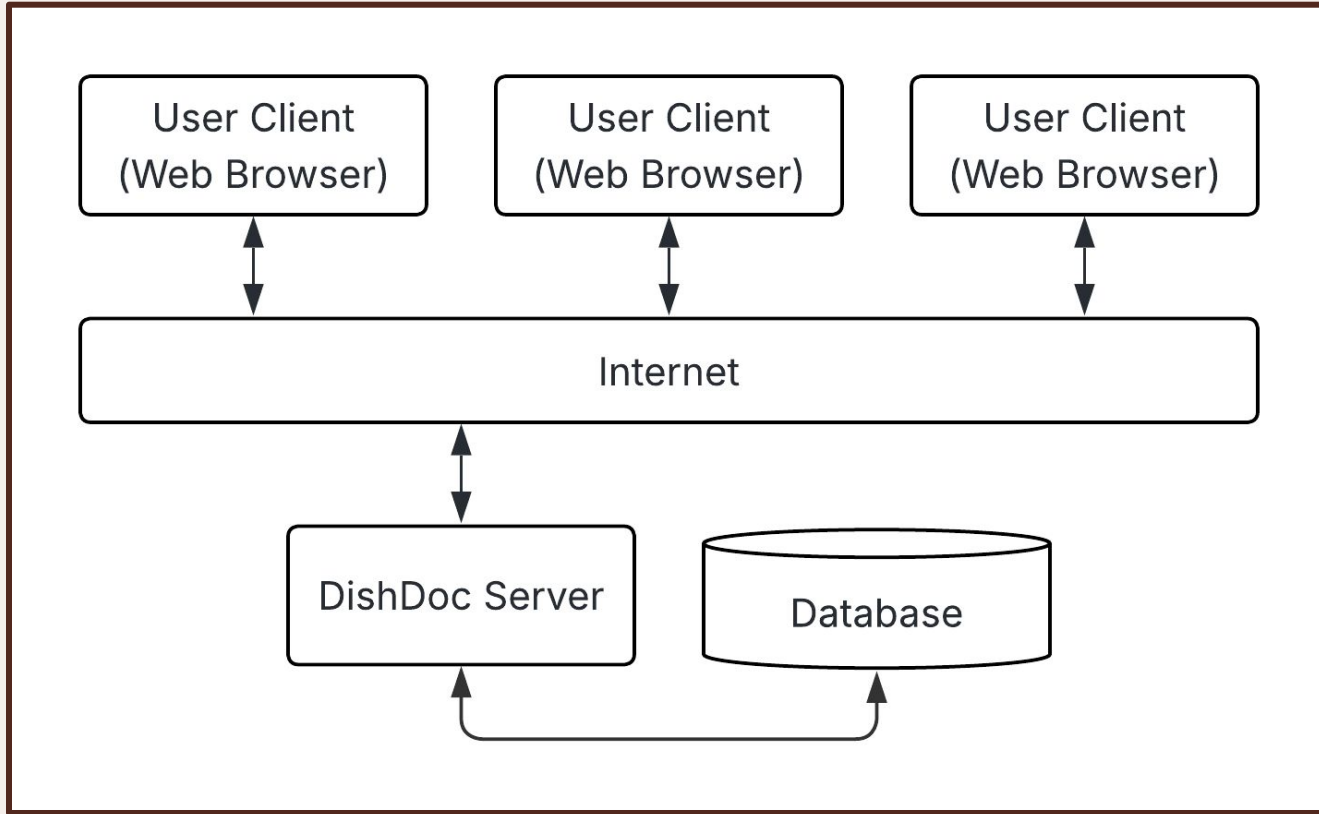 User Client
(Web Browser)
User Client
(Web Browser)
User Client
(Web Browser)
Internet
DishDoc Server
Database